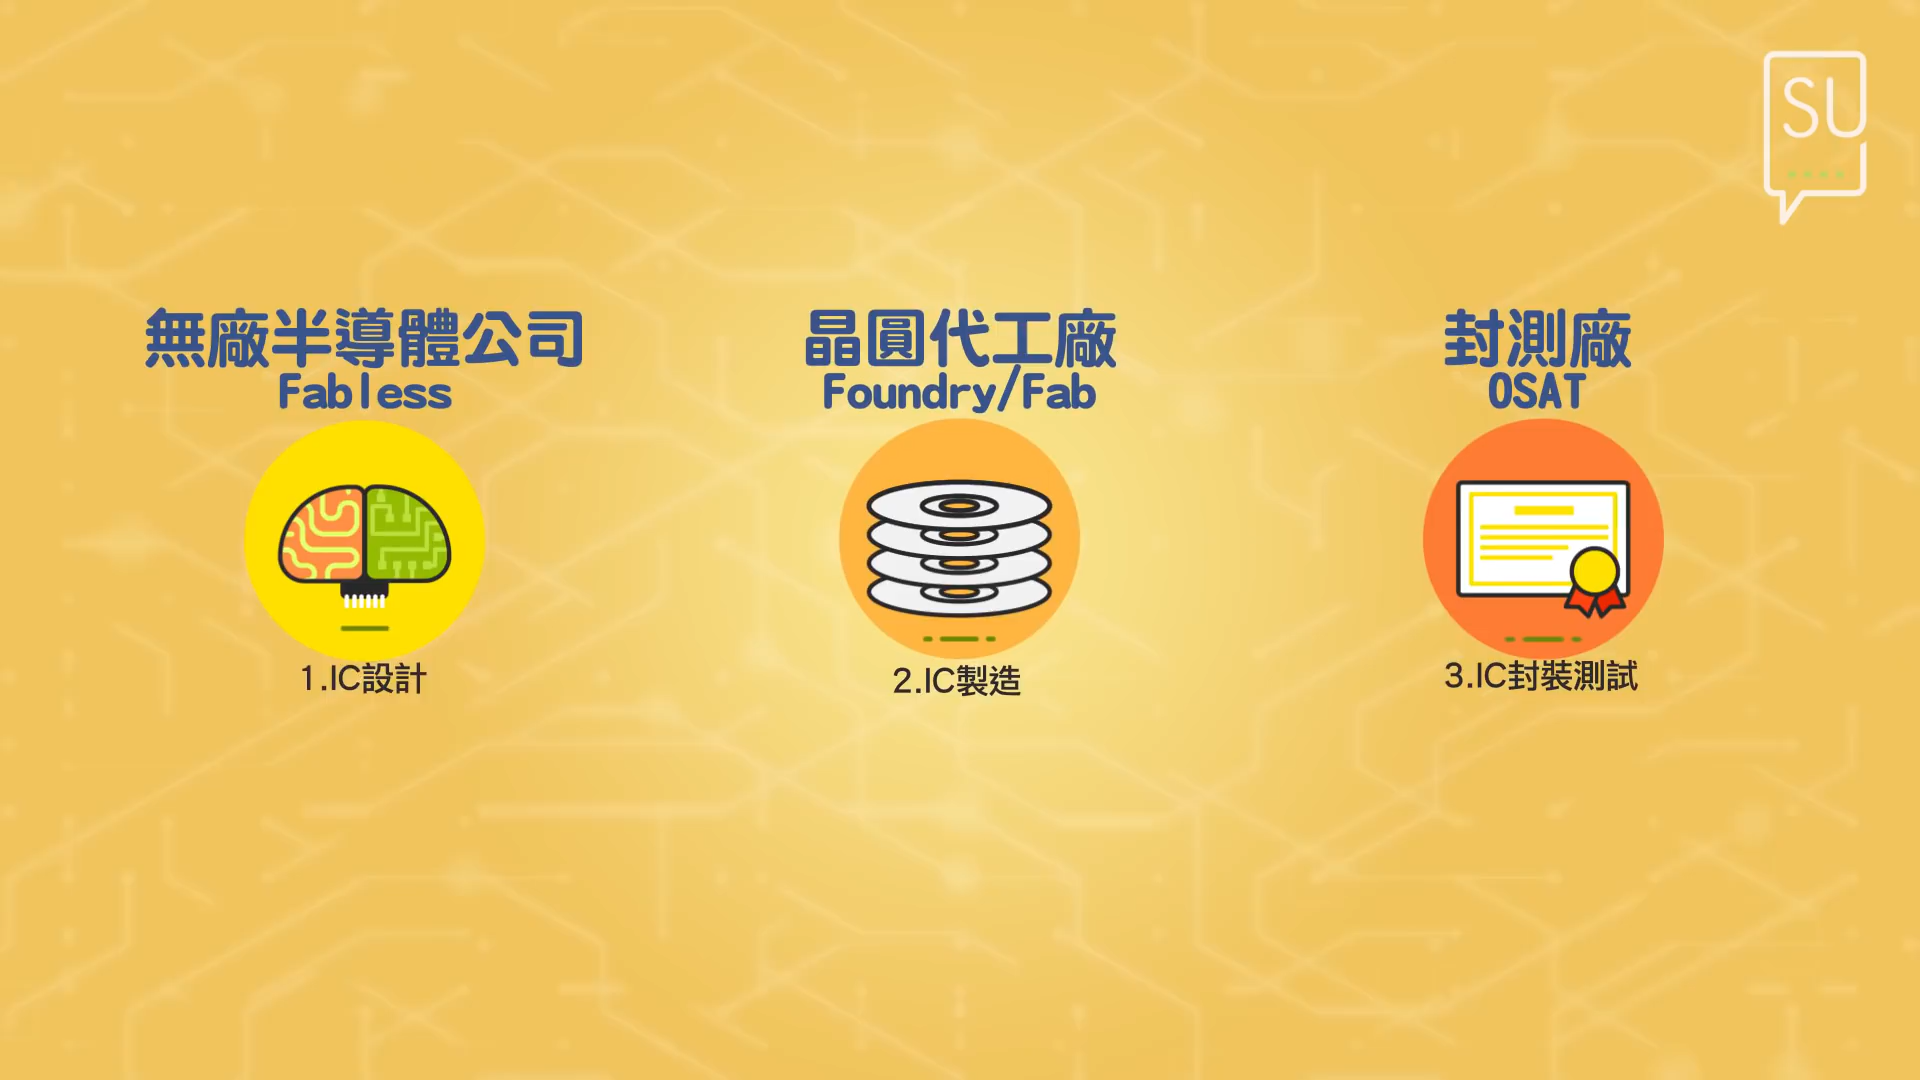 SU
無廠半導體公司
Fabless
1.IC設計
晶圓代工廠
Foundry/Fab
2.IC製造
封測廠
OSAT
3.IC封裝測試